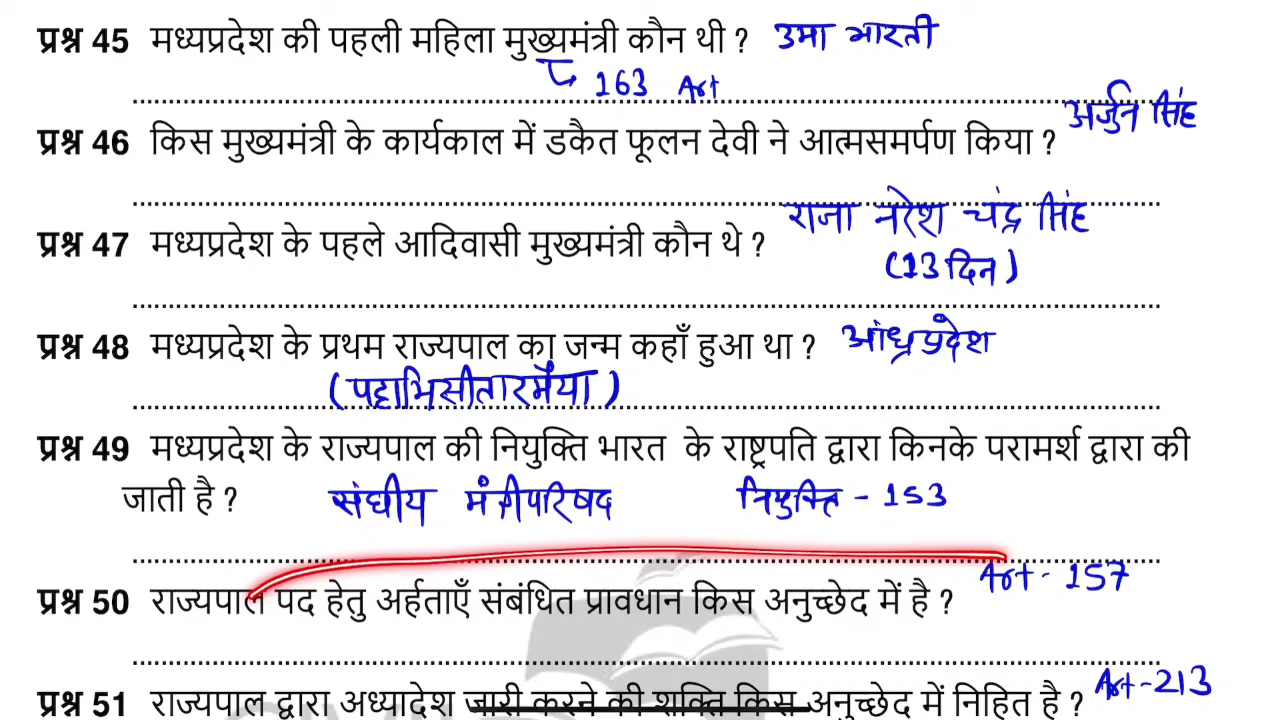 प्रश्न 45 मध्यप्रदेश की पहली महिला मुख्यमंत्री कौन थी ? उमा भारती
163 Art
प्रश्न 46 किस मुख्यमंत्री के कार्यकाल में डकैत फूलन देवी ने आत्मसमर्पण किया ? अर्जुन सिंह
प्रश्न 47 मध्यप्रदेश के पहले आदिवासी मुख्यमंत्री कौन थे ? राजा नरेश चंद्र सिंह
(13 दिन)
प्रश्न 48 मध्यप्रदेश के प्रथम राज्यपाल का जन्म कहाँ हुआ था ? आंध्रप्रदेश
(पट्टाभिसीतारमैया)
प्रश्न 49 मध्यप्रदेश के राज्यपाल की नियुक्ति भारत के राष्ट्रपति द्वारा किनके परामर्श द्वारा की
जाती है ? संघीय मंत्रीपरिषद नियुक्ति - 153
प्रश्न 50 राज्यपाल पद हेतु अर्हताएँ संबंधित प्रावधान किस अनुच्छेद में है ? Art - 157
प्रश्न 51 राज्यपाल द्वारा अध्यादेश जारी करने की शक्ति किस अनुच्छेद में निहित है ? Art-213